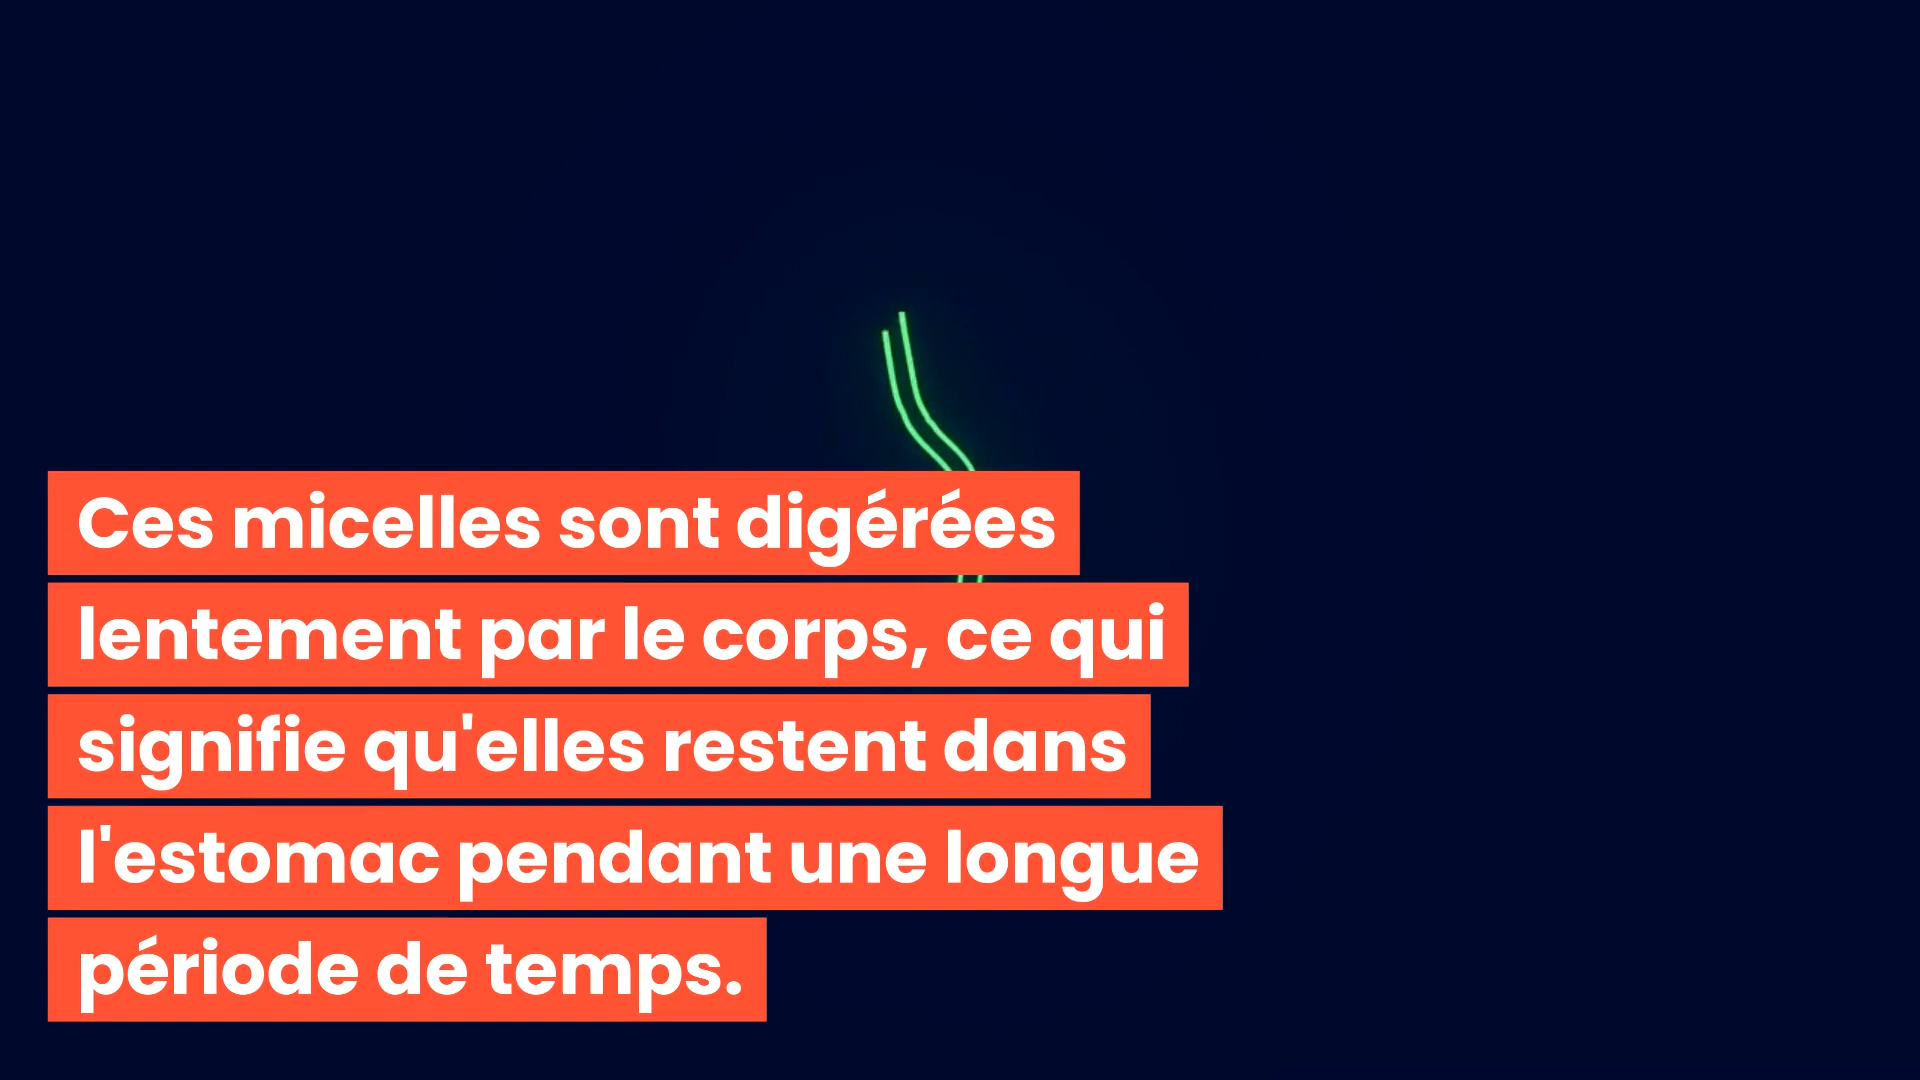 Ces micelles sont digérées
lentement par le corps, ce qui
signifie qu'elles restent dans
l'estomac pendant une longue
période de temps.